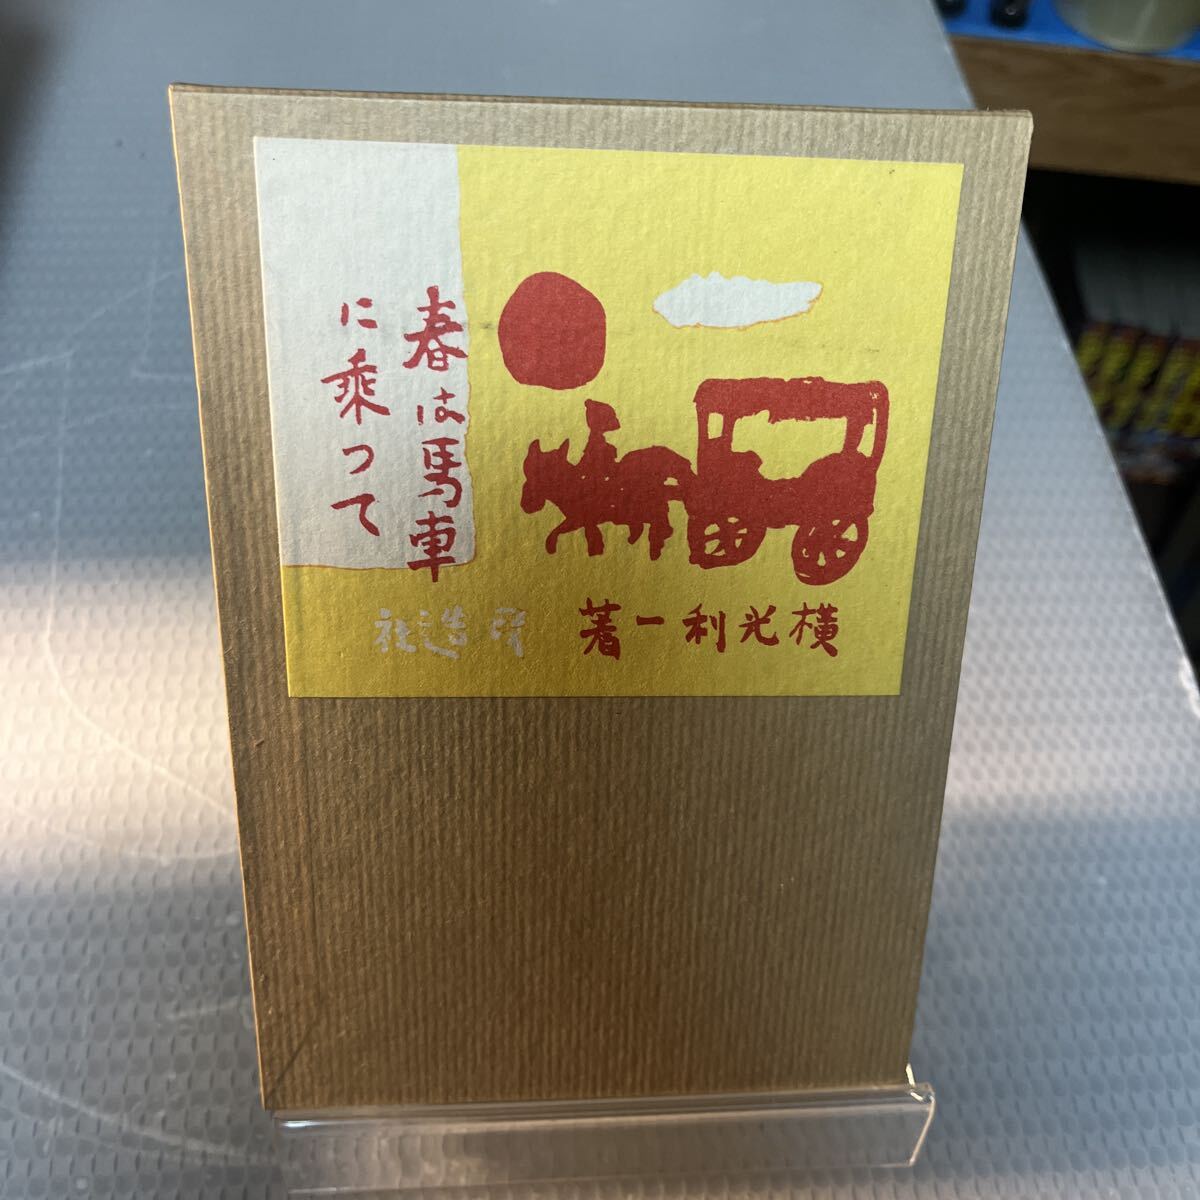 春は馬車
に乗って
横光利一著
改造社